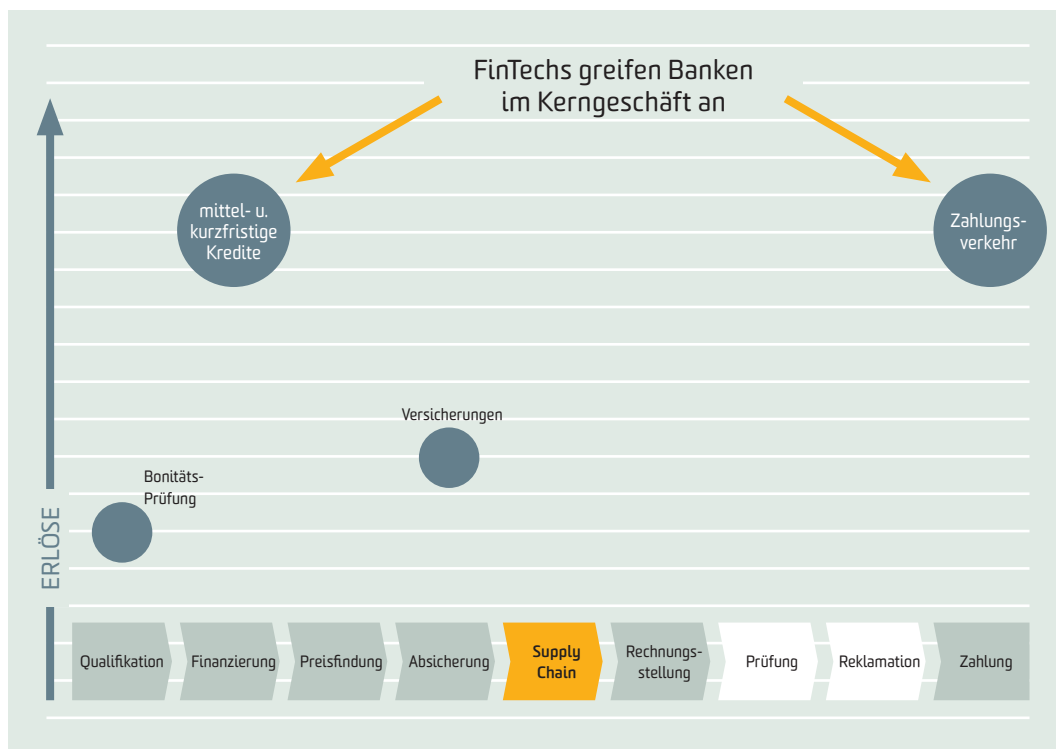 FinTechs greifen Banken
im Kerngeschäft an
mittel- u.
kurzfristige
Kredite
Zahlungs-
verkehr
Versicherungen
Bonitäts-
Prüfung
ERLÖSE
Qualifikation
Finanzierung
Preisfindung
Absicherung
Supply
Chain
Rechnungs-
stellung
Prüfung
Reklamation
Zahlung